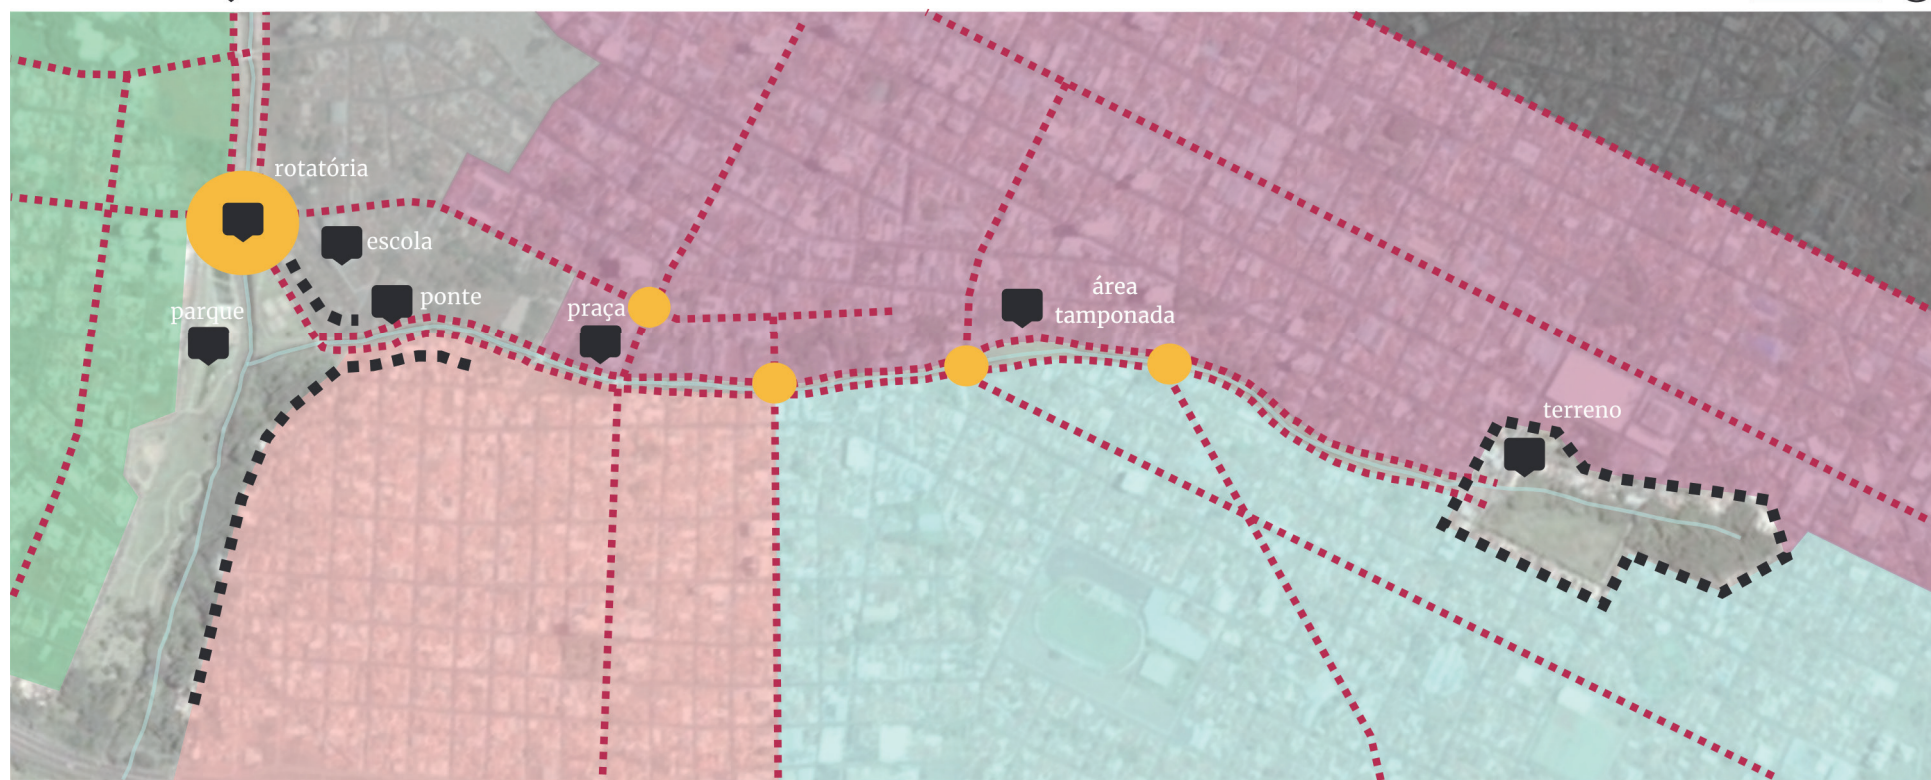 rotatória
escola
ponte
parque
praça
área
tamponada
terreno